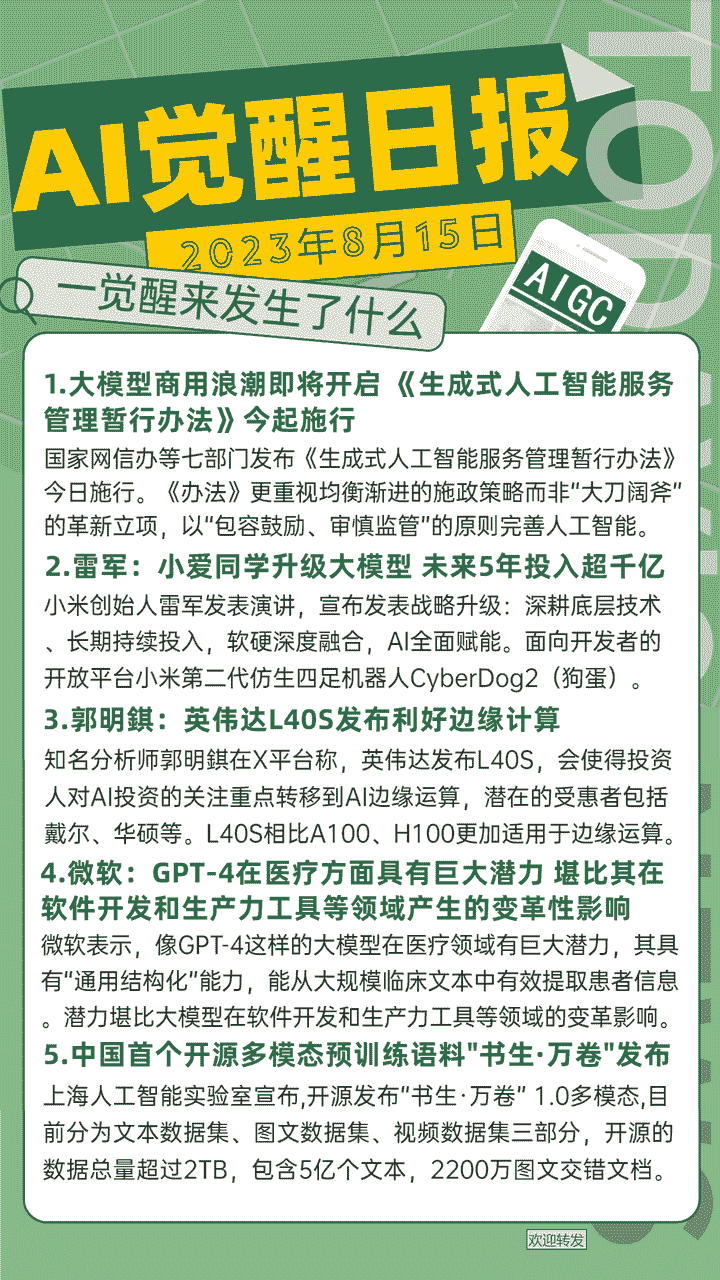 AI觉醒日报
2023年8月15日
一觉醒来发生了什么
AIGC
1.大模型商用浪潮即将开启 《生成式人工智能服务
管理暂行办法》今起施行
国家网信办等七部门发布《生成式人工智能服务管理暂行办法》
今日施行。《办法》更重视均衡渐进的施政策略而非“大刀阔斧”
的革新立项，以“包容鼓励、审慎监管”的原则完善人工智能。
2.雷军：小爱同学升级大模型 未来5年投入超千亿
小米创始人雷军发表演讲，宣布发表战略升级：深耕底层技术
、长期持续投入，软硬深度融合，AI全面赋能。面向开发者的
开放平台小米第二代仿生四足机器人CyberDog2（狗蛋）。
3.郭明錤：英伟达L40S发布利好边缘计算
知名分析师郭明錤在X平台称，英伟达发布L40S，会使得投资
人对AI投资的关注重点转移到AI边缘运算，潜在的受惠者包括
戴尔、华硕等。L40S相比A100、H100更加适用于边缘运算。
4.微软：GPT-4在医疗方面具有巨大潜力 堪比其在
软件开发和生产力工具等领域产生的变革性影响
微软表示，像GPT-4这样的大模型在医疗领域有巨大潜力，其具
有“通用结构化”能力，能从大规模临床文本中有效提取患者信息
。潜力堪比大模型在软件开发和生产力工具等领域的变革影响。
5.中国首个开源多模态预训练语料"书生·万卷"发布
上海人工智能实验室宣布,开源发布“书生·万卷” 1.0多模态,目
前分为文本数据集、图文数据集、视频数据集三部分，开源的
数据总量超过2TB，包含5亿个文本，2200万图文交错文档。
欢迎转发